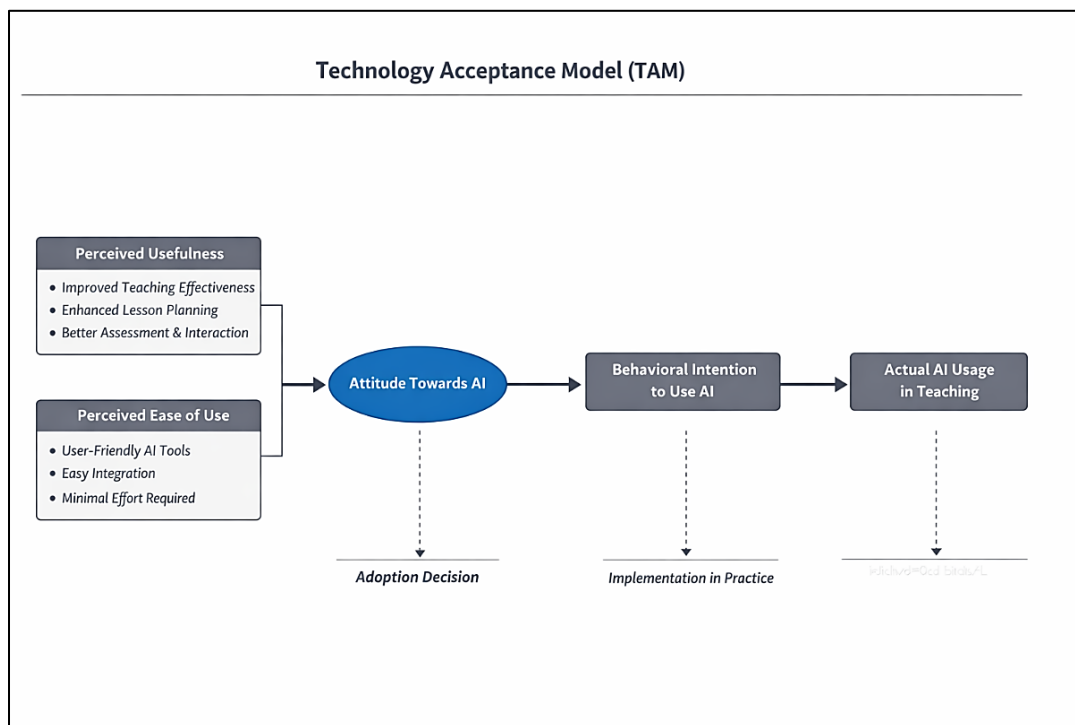 Technology Acceptance Model (TAM)
Perceived Usefulness
• Improved Teaching Effectiveness
• Enhanced Lesson Planning
• Better Assessment & Interaction
Perceived Ease of Use
• User-Friendly AI Tools
• Easy Integration
• Minimal Effort Required
Attitude Towards AI
Behavioral Intention
to Use AI
Actual AI Usage
in Teaching
Adoption Decision
Implementation in Practice